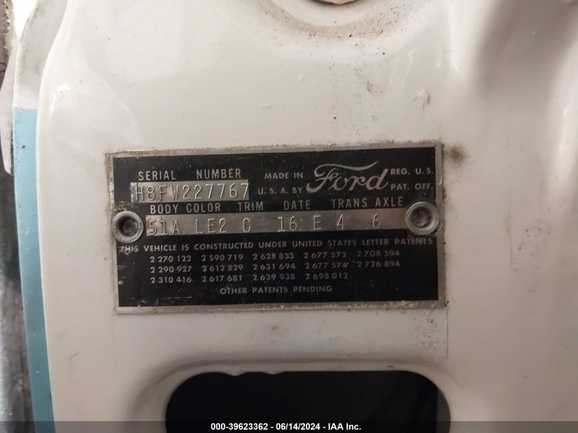 SERIAL NUMBER MADE IN Ford REG. U.S.
H8FV227767 U.S.A. BY PAT. OFF.
BODY COLOR TRIM DATE TRANS AXLE
51A LE2 C 16 E 4 6
THIS VEHICLE IS CONSTRUCTED UNDER UNITED STATES LETTER PATENTS
2 270 122 2 590 719 2 628 833 2 677 573 2 708 594
2 290 927 2 612 829 2 631 694 2 677 574 2 726 894
2 310 416 2 617 681 2 639 938 2 698 012
OTHER PATENTS PENDING
000-39623362 / 06/14/2024 - IAA Inc.